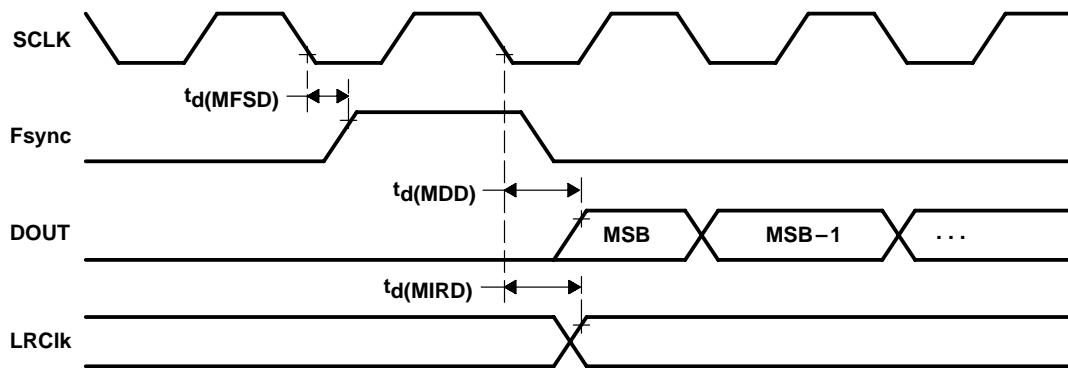 SCLK
td(MFSD)
Fsync
td(MDD)
DOUT MSB MSB−1 . . .
td(MIRD)
LRClk